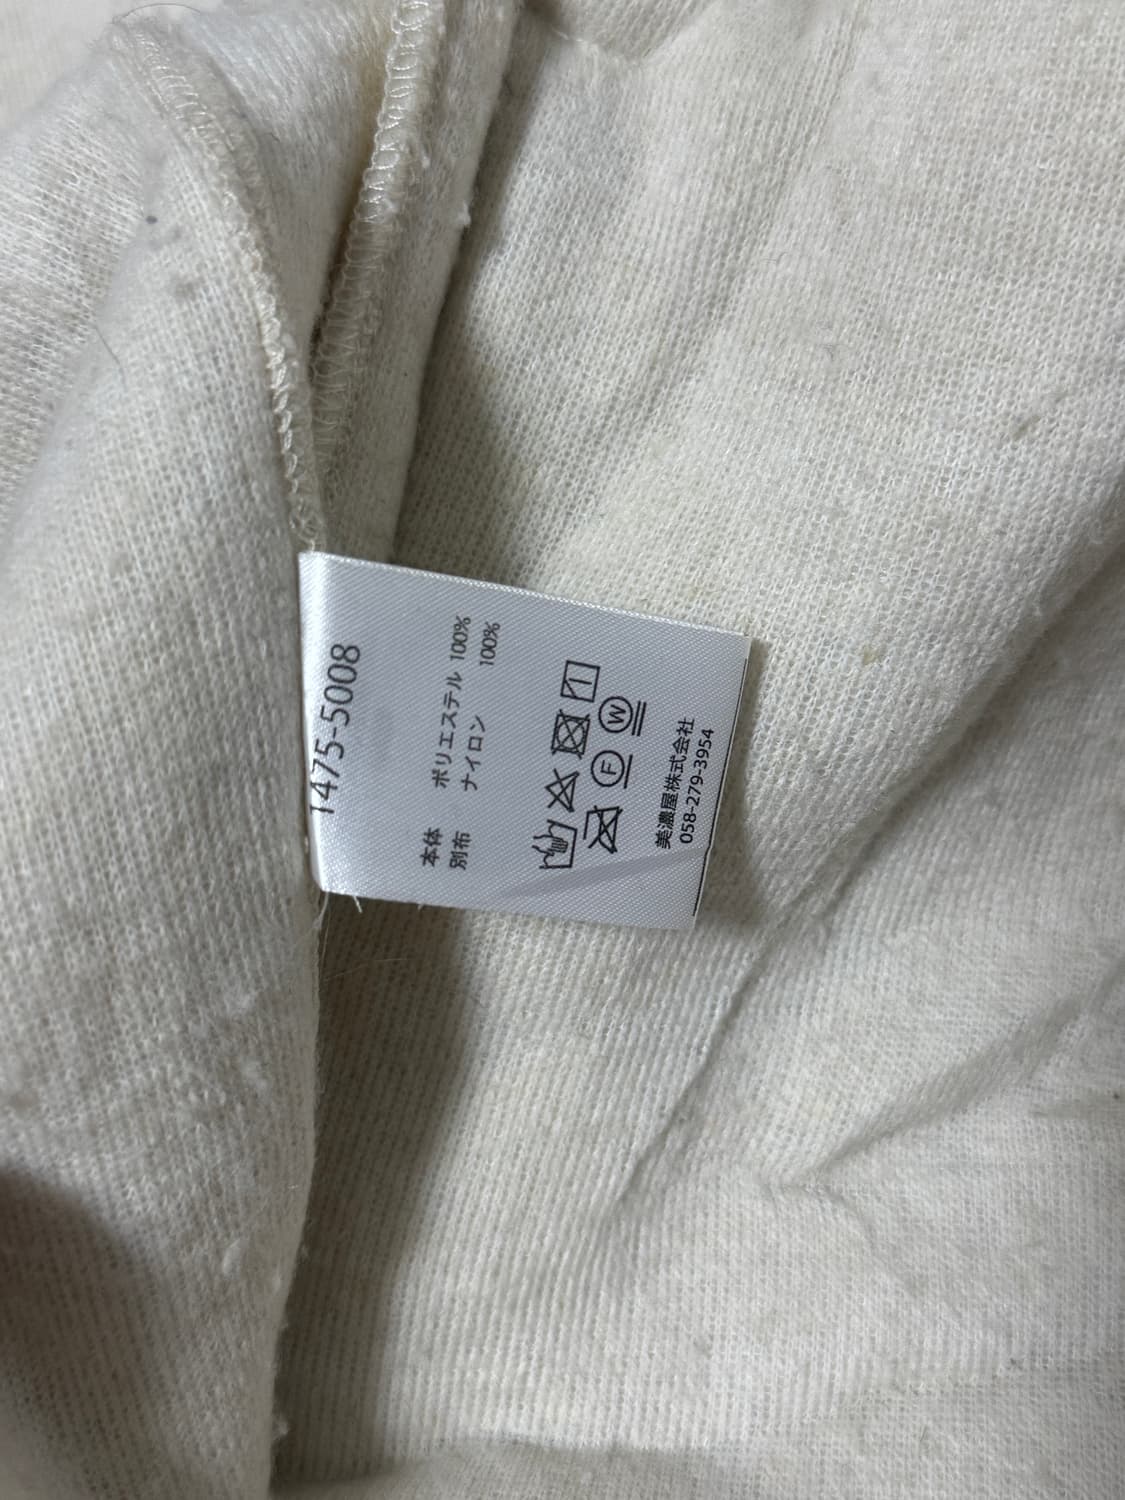 1475-5008
本体 ポリエステル 100%
別布 ナイロン 100%
F W
美濃屋株式会社
058-279-3954